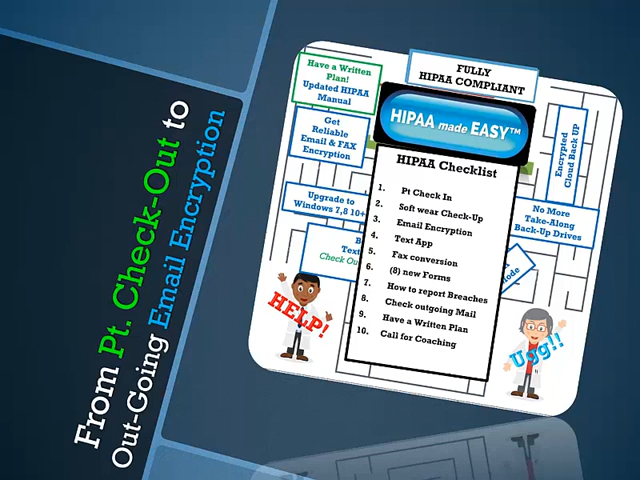 From Pt. Check-Out to
Out-Going Email Encryption
FULLY
HIPAA COMPLIANT
Have a Written
Plan!
Updated HIPAA
Manual
HIPAA made EASY™
Get
Reliable
Email & FAX
Encryption
Encrypted
Cloud Back UP
Upgrade to
Windows 7,8 10+
No More
Take-Along
Back-Up Drives
Text
Check Ou
HIPAA Checklist
1. Pt Check In
2. Soft wear Check-Up
3. Email Encryption
4. Text App
5. Fax conversion
6. (8) new Forms
7. How to report Breaches
8. Check outgoing Mail
9. Have a Written Plan
10. Call for Coaching
HELP!
Ugg!!